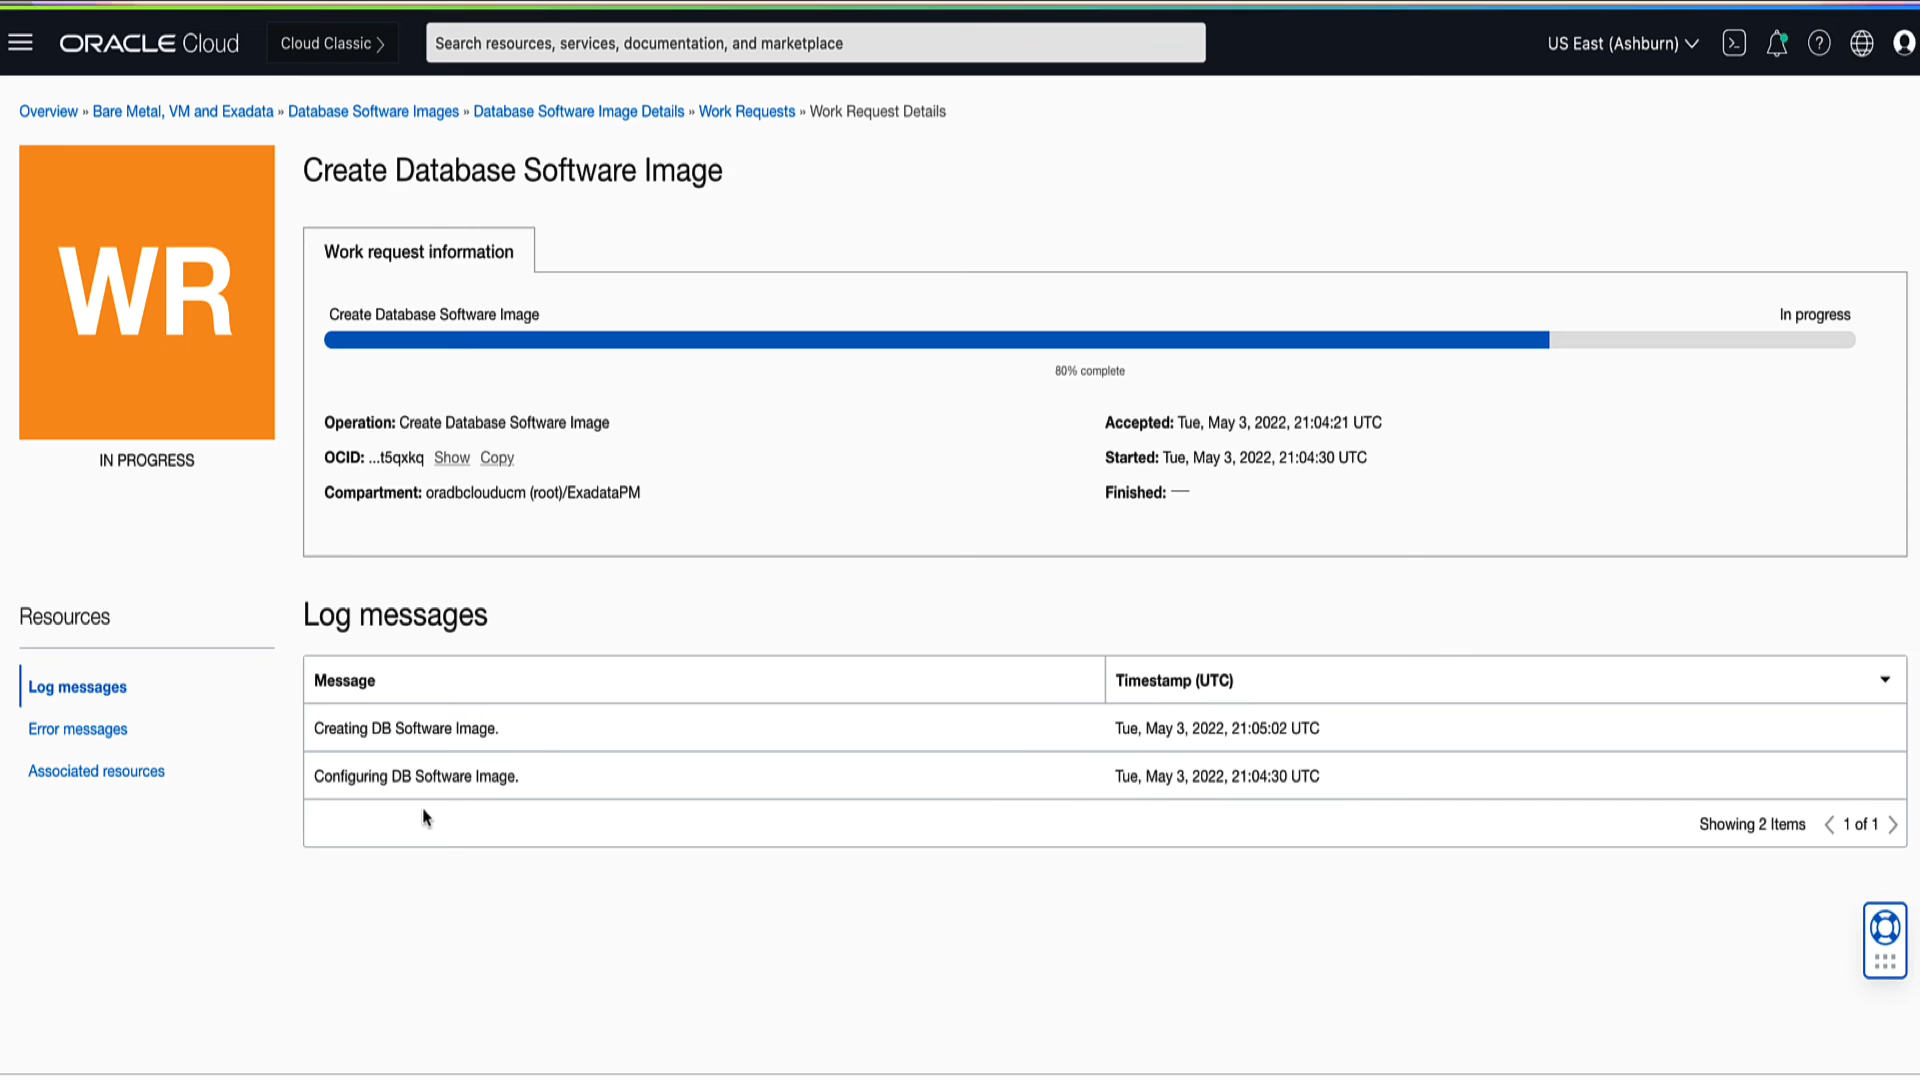 ORACLE Cloud
Cloud Classic
Search resources, services, documentation, and marketplace
US East (Ashburn)
Overview » Bare Metal, VM and Exadata » Database Software Images » Database Software Image Details » Work Requests » Work Request Details
WR
IN PROGRESS
Create Database Software Image
Work request information
Create Database Software Image
In progress
80% complete
Operation: Create Database Software Image
OCID: ...t5qxkq Show Copy
Compartment: oradbclouducm (root)/ExadataPM
Accepted: Tue, May 3, 2022, 21:04:21 UTC
Started: Tue, May 3, 2022, 21:04:30 UTC
Finished: —
Resources
Log messages
Error messages
Associated resources
Log messages
Message Timestamp (UTC)
Creating DB Software Image. Tue, May 3, 2022, 21:05:02 UTC
Configuring DB Software Image. Tue, May 3, 2022, 21:04:30 UTC
Showing 2 Items 1 of 1